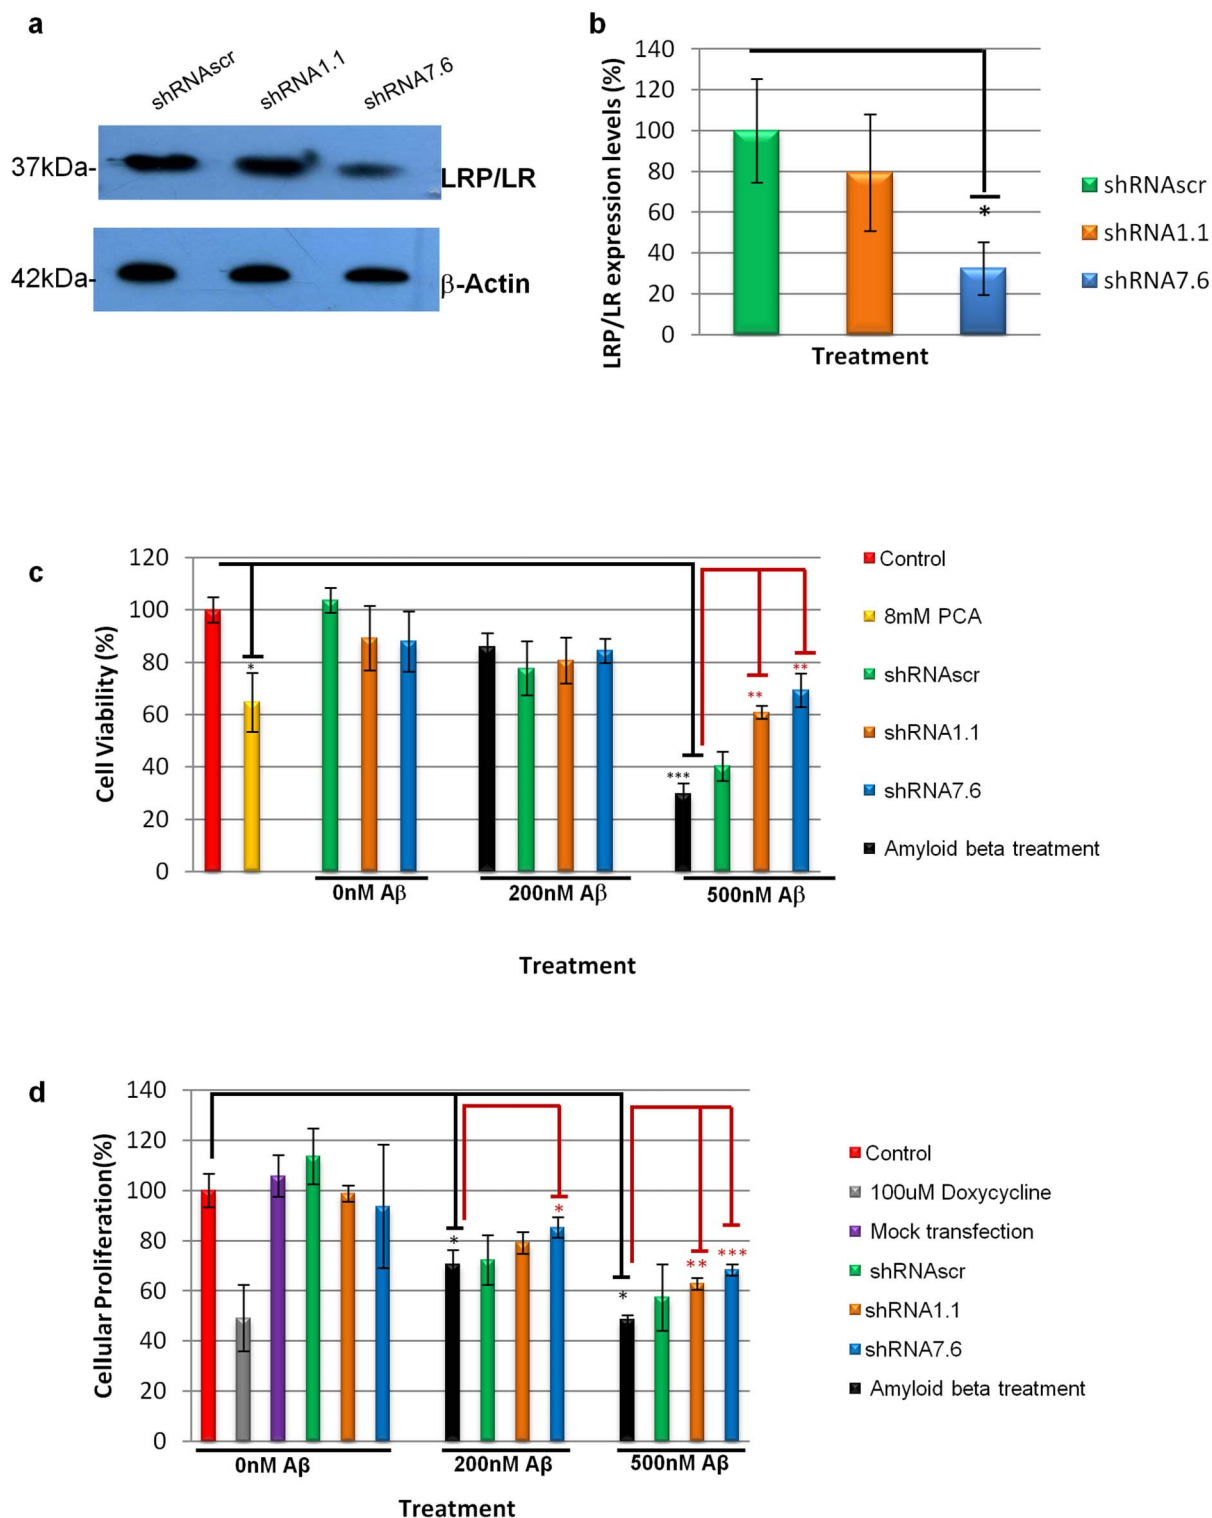 a
shRNAscr
shRNA1.1
shRNA7.6
37kDa-
LRP/LR
42kDa-
β-Actin
b
LRP/LR expression levels (%)
140
120
100
80
60
40
20
0
*
Treatment
shRNAscr
shRNA1.1
shRNA7.6
c
Cell Viability (%)
120
100
80
60
40
20
0
*
***
**
**
0nM Aβ
200nM Aβ
500nM Aβ
Treatment
Control
8mM PCA
shRNAscr
shRNA1.1
shRNA7.6
Amyloid beta treatment
d
Cellular Proliferation(%)
140
120
100
80
60
40
20
0
*
*
*
**
***
0nM Aβ
200nM Aβ
500nM Aβ
Treatment
Control
100uM Doxycycline
Mock transfection
shRNAscr
shRNA1.1
shRNA7.6
Amyloid beta treatment